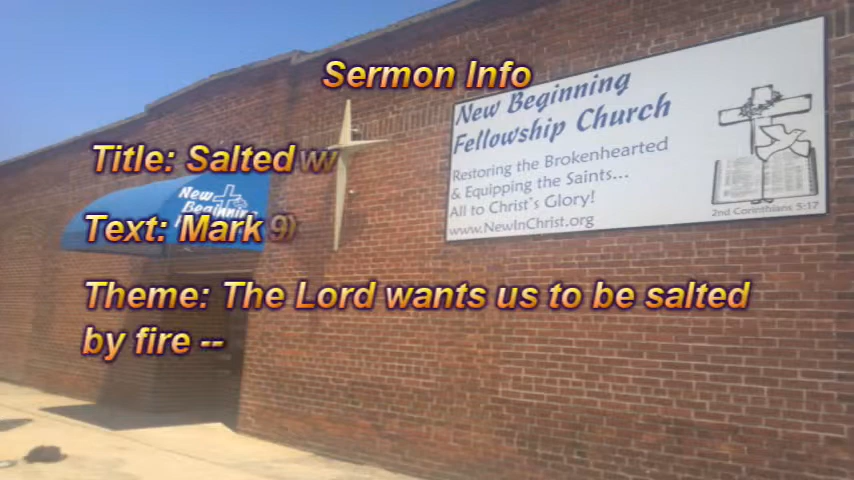 Sermon Info
New Beginning
Fellowship Church
Restoring the Brokenhearted
& Equipping the Saints...
All to Christ's Glory!
www.NewInChrist.org
2nd Corinthians 5:17
Title: Salted w
New
Beginning
Text: Mark 9
Theme: The Lord wants us to be salted
by fire --